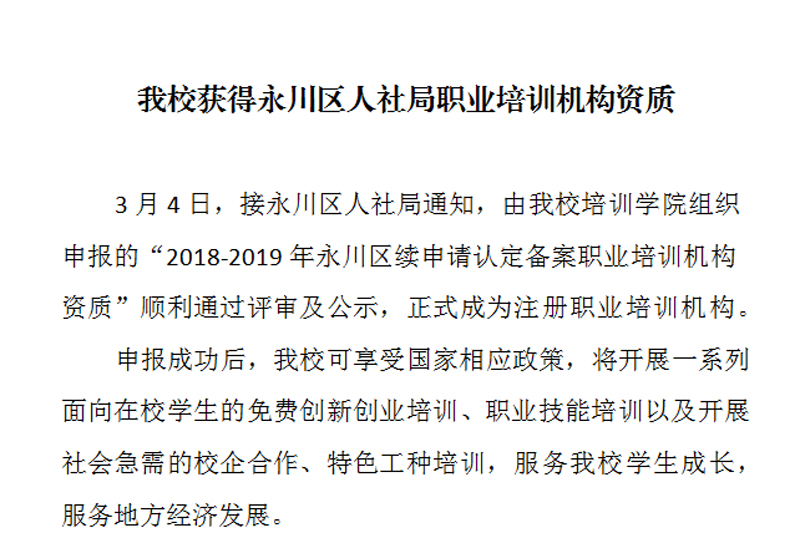 我校获得永川区人社局职业培训机构资质
3月4日，接永川区人社局通知，由我校培训学院组织
申报的“2018-2019年永川区续申请认定备案职业培训机构
资质”顺利通过评审及公示，正式成为注册职业培训机构。
申报成功后，我校可享受国家相应政策，将开展一系列
面向在校学生的免费创新创业培训、职业技能培训以及开展
社会急需的校企合作、特色工种培训，服务我校学生成长，
服务地方经济发展。